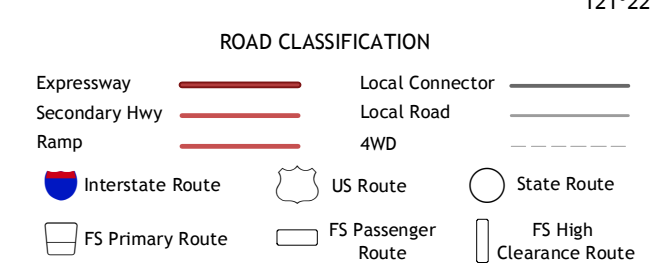 121°22
ROAD CLASSIFICATION
Expressway
Local Connector
Secondary Hwy
Local Road
Ramp
4WD
Interstate Route
US Route
State Route
FS Primary Route
FS Passenger
Route
FS High
Clearance Route